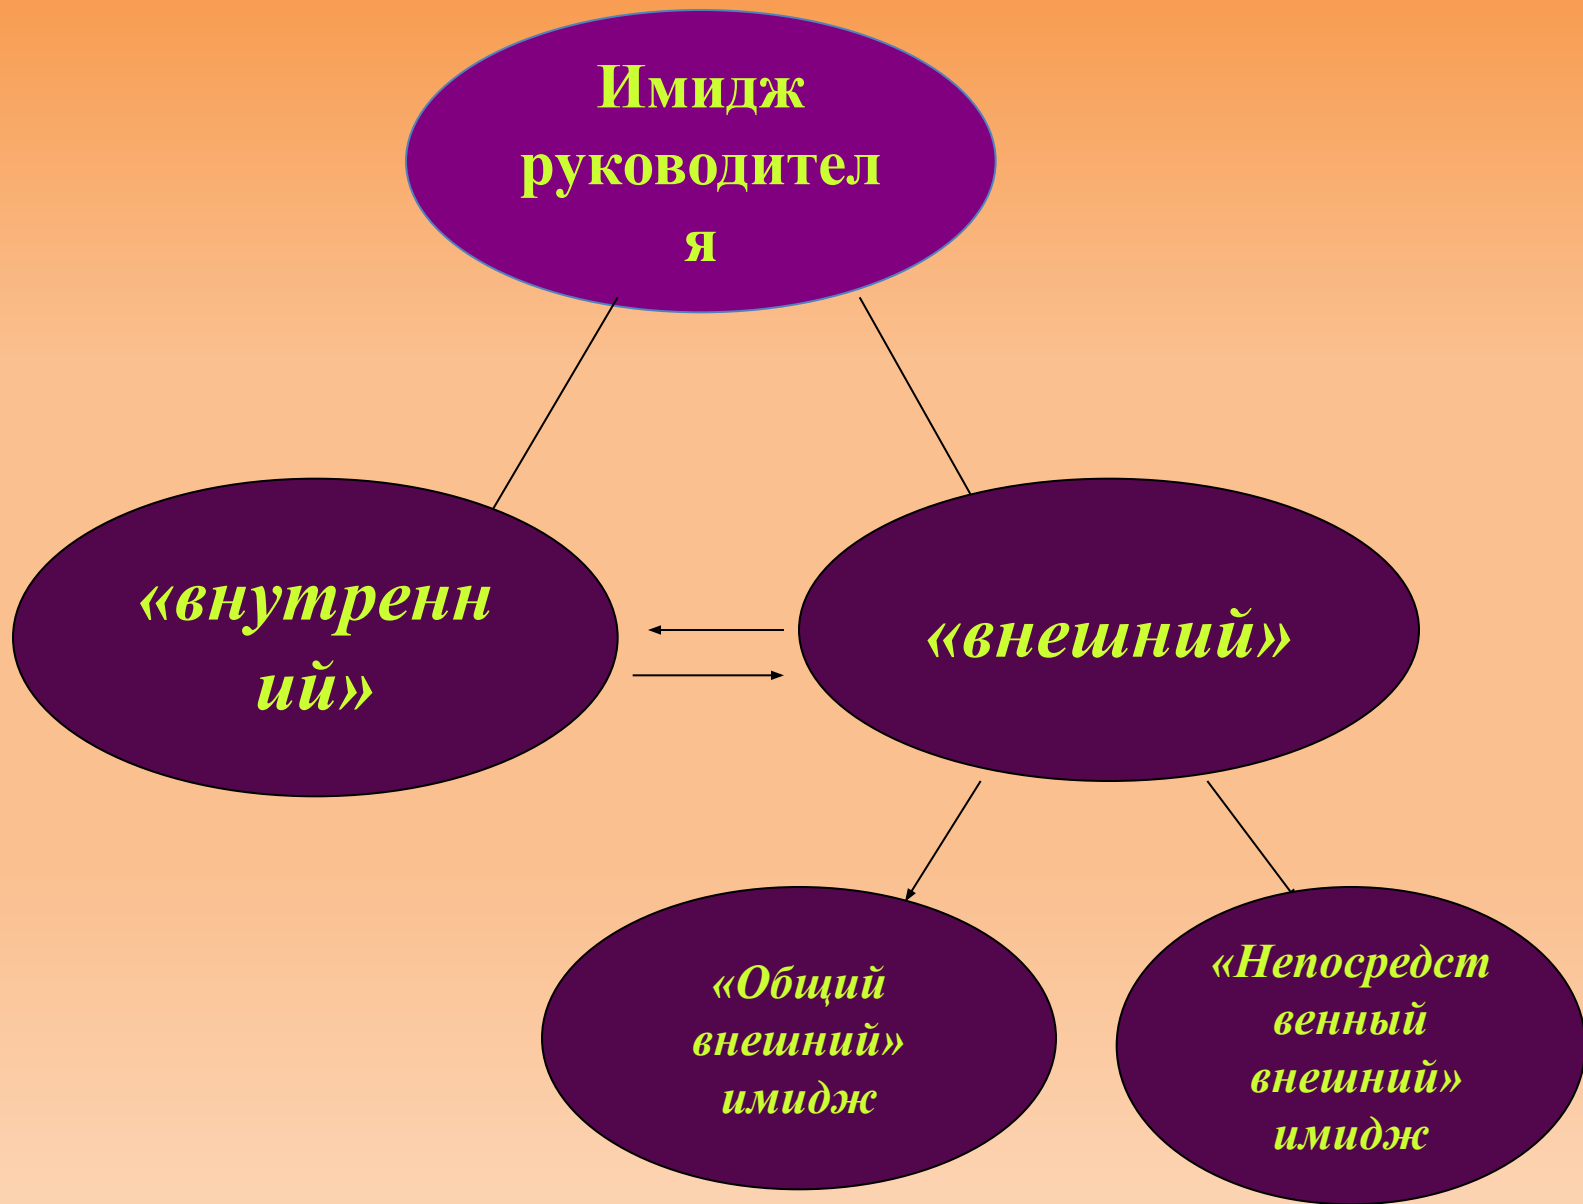 Имидж
руководител
я
«внутренн
ий»
«внешний»
«Общий
внешний»
имидж
«Непосредст
венный
внешний»
имидж